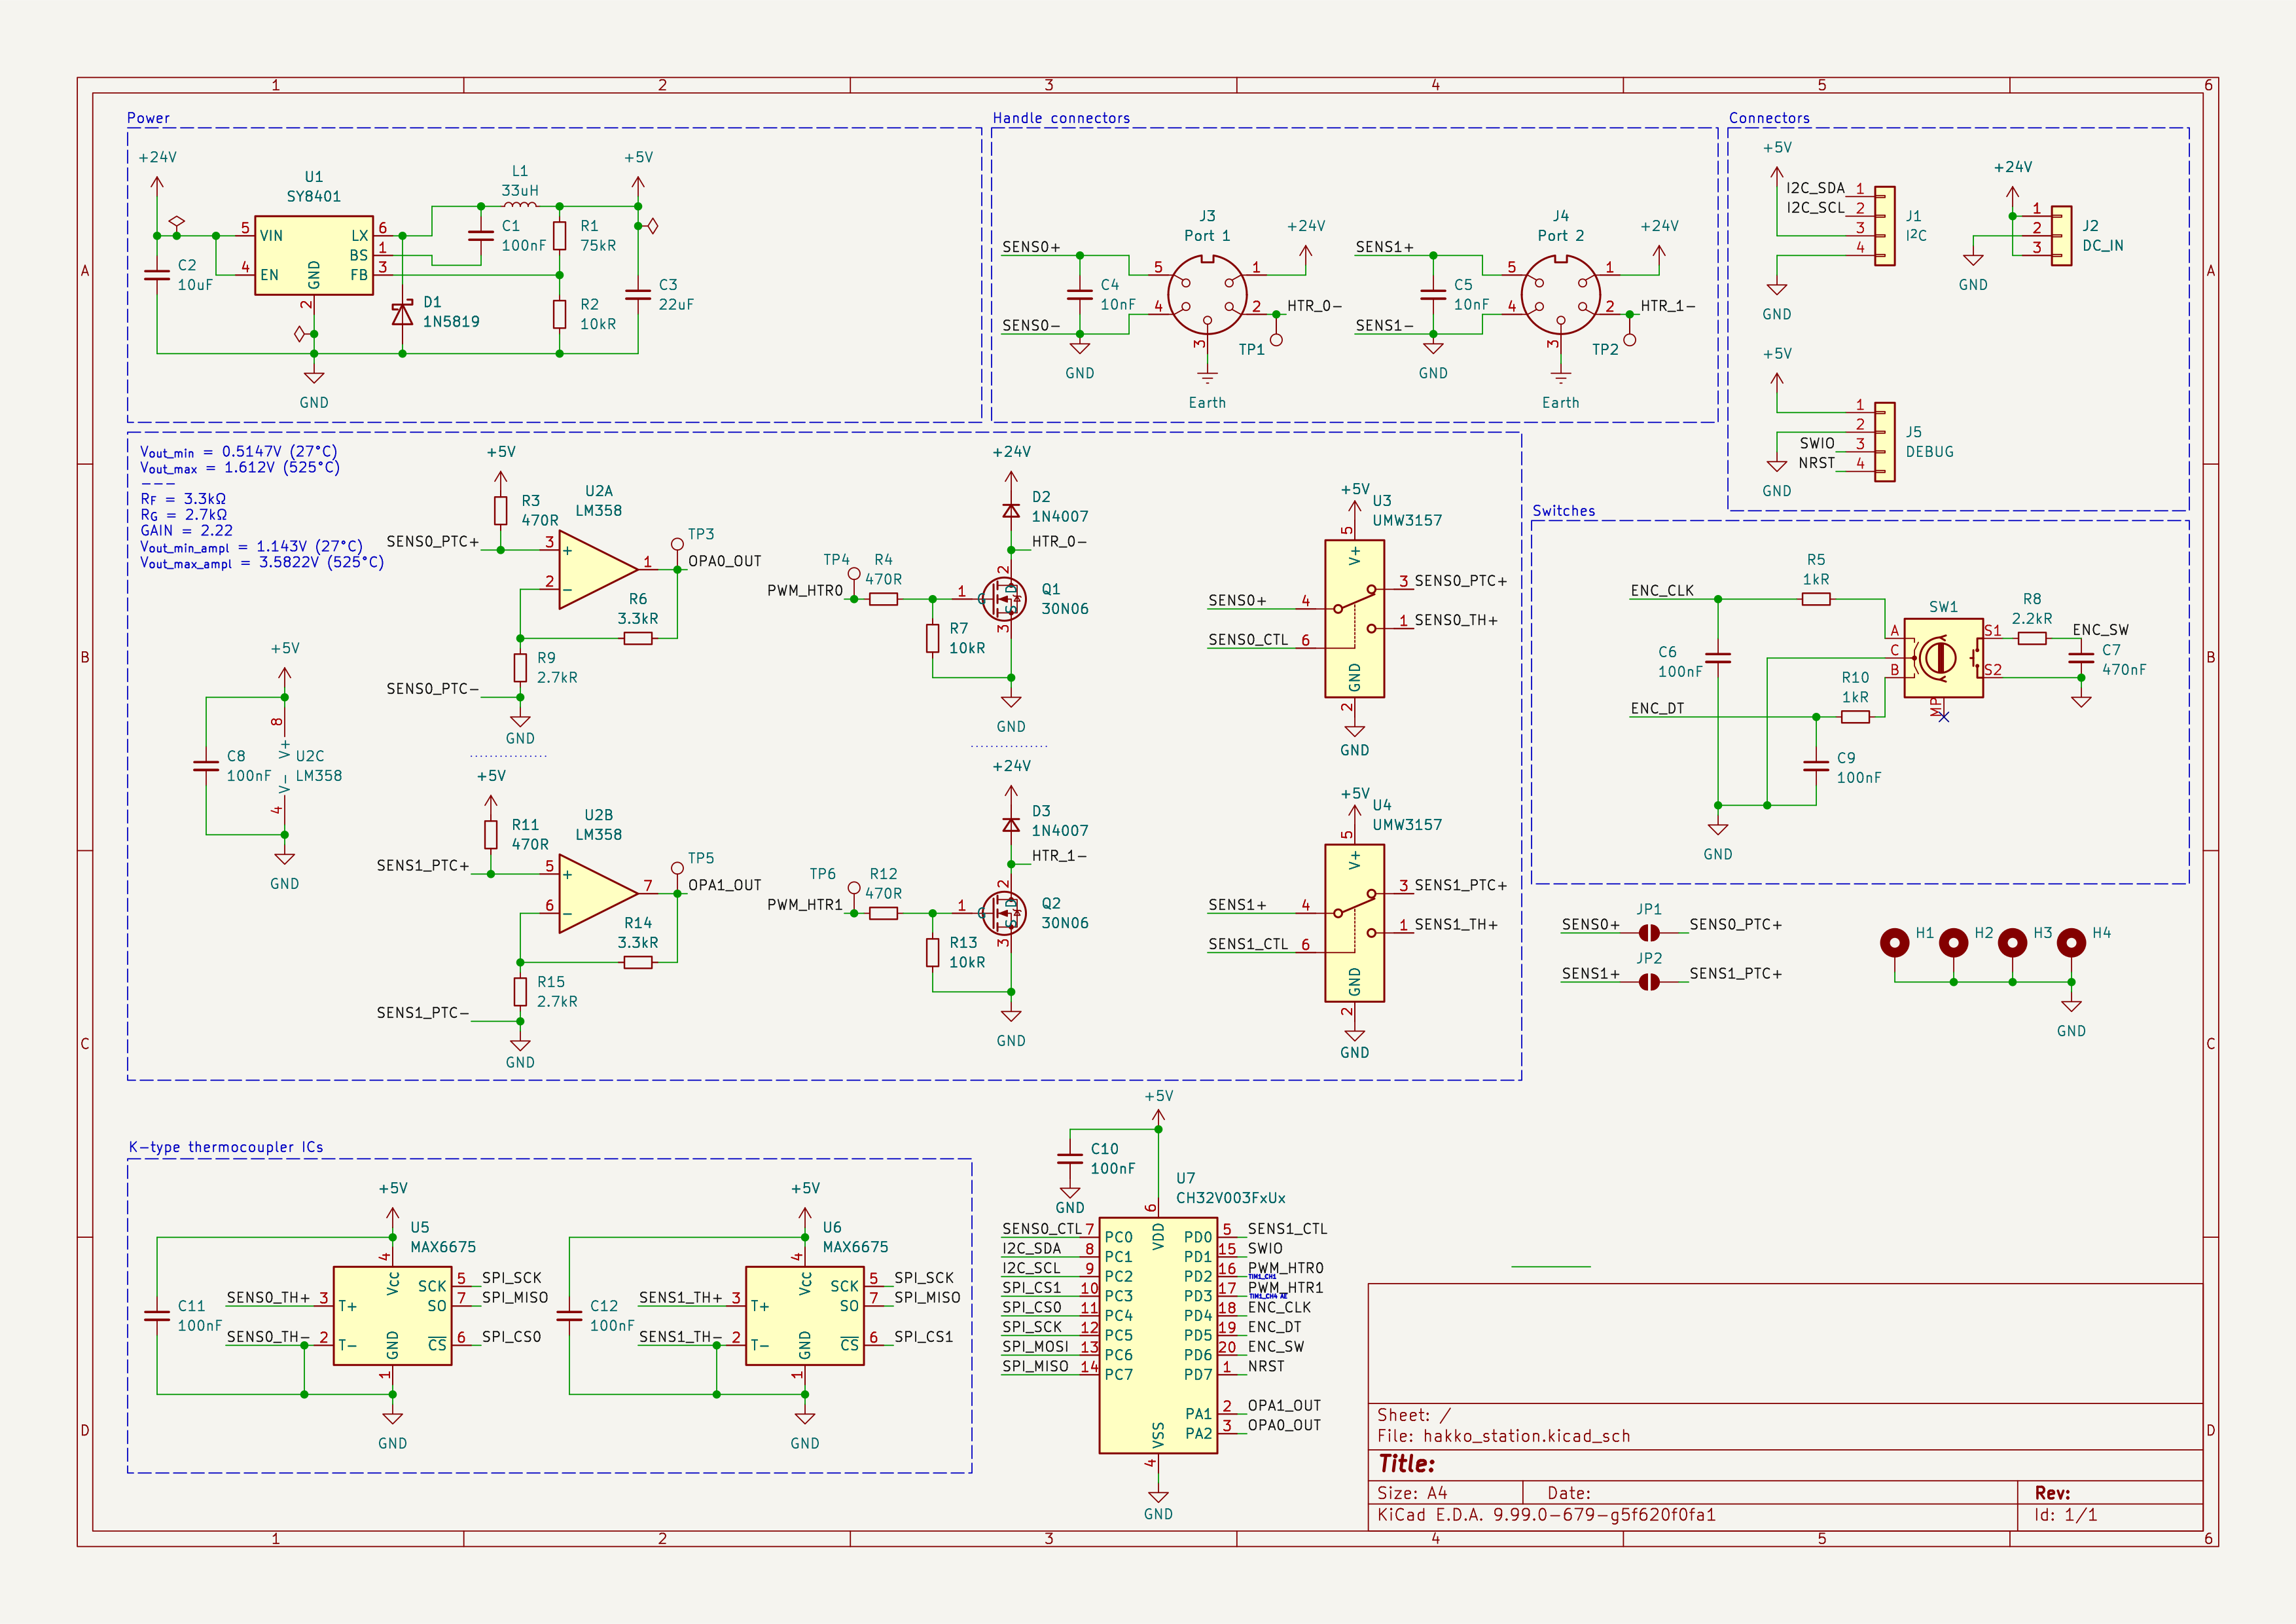 1 2 3 4 5 6
A
B
C
D
Power
+24V
U1
SY8401
5 VIN
4 EN
GND
2
LX 6
BS 1
FB 3
C2
10uF
L1
33uH
C1
100nF
R1
75kR
R2
10kR
D1
1N5819
+5V
C3
22uF
GND
Handle connectors
SENS0+
SENS0-
C4
10nF
GND
J3
Port 1
5
4
1
2
3
+24V
HTR_0-
TP1
Earth
SENS1+
SENS1-
C5
10nF
GND
J4
Port 2
5
4
1
2
3
+24V
HTR_1-
TP2
Earth
Connectors
+5V
I2C_SDA 1
I2C_SCL 2
3
4
J1
I²C
GND
+24V
1
2
3
J2
DC_IN
GND
+5V
1
2
SWIO 3
NRST 4
J5
DEBUG
GND
Vout_min = 0.5147V (27°C)
Vout_max = 1.612V (525°C)
---
RF = 3.3kΩ
RG = 2.7kΩ
GAIN = 2.22
Vout_min_ampl = 1.143V (27°C)
Vout_max_ampl = 3.5822V (525°C)
+5V
R3
470R
U2A
LM358
SENS0_PTC+
3 +
2 -
1
TP3
OPA0_OUT
R6
3.3kR
R9
2.7kR
SENS0_PTC-
GND
+5V
8
V+
U2C
LM358
V-
4
C8
100nF
GND
+5V
R11
470R
U2B
LM358
SENS1_PTC+
5 +
6 -
7
TP5
OPA1_OUT
R14
3.3kR
R15
2.7kR
SENS1_PTC-
GND
+24V
D2
1N4007
HTR_0-
TP4
R4
470R
PWM_HTR0
1
2
3
G
D
S
Q1
30N06
R7
10kR
GND
+24V
D3
1N4007
HTR_1-
TP6
R12
470R
PWM_HTR1
1
2
3
G
D
S
Q2
30N06
R13
10kR
GND
+5V
U3
UMW3157
5
V+
SENS0+ 4
SENS0_CTL 6
3 SENS0_PTC+
1 SENS0_TH+
GND
2
GND
+5V
U4
UMW3157
5
V+
SENS1+ 4
SENS1_CTL 6
3 SENS1_PTC+
1 SENS1_TH+
GND
2
GND
Switches
ENC_CLK
R5
1kR
C6
100nF
ENC_DT
R10
1kR
C9
100nF
GND
SW1
A
C
B
S1
S2
MP
R8
2.2kR
ENC_SW
C7
470nF
SENS0+ JP1 SENS0_PTC+
SENS1+ JP2 SENS1_PTC+
H1 H2 H3 H4
GND
K-type thermocoupler ICs
+5V
U5
MAX6675
4
Vcc
C11
100nF
SENS0_TH+ 3 T+
SENS0_TH- 2 T-
SCK 5 SPI_SCK
SO 7 SPI_MISO
CS 6 SPI_CS0
GND
1
GND
+5V
U6
MAX6675
4
Vcc
C12
100nF
SENS1_TH+ 3 T+
SENS1_TH- 2 T-
SCK 5 SPI_SCK
SO 7 SPI_MISO
CS 6 SPI_CS1
GND
1
GND
+5V
C10
100nF
GND
U7
CH32V003FxUx
6
VDD
SENS0_CTL 7 PC0
I2C_SDA 8 PC1
I2C_SCL 9 PC2
SPI_CS1 10 PC3
SPI_CS0 11 PC4
SPI_SCK 12 PC5
SPI_MOSI 13 PC6
SPI_MISO 14 PC7
PD0 5 SENS1_CTL
PD1 15 SWIO
PD2 16 PWM_HTR0
TIM1_CH1
PD3 17 PWM_HTR1
TIM1_CH4 AE
PD4 18 ENC_CLK
PD5 19 ENC_DT
PD6 20 ENC_SW
PD7 1 NRST
PA1 2 OPA1_OUT
PA2 3 OPA0_OUT
VSS
4
GND
Sheet: /
File: hakko_station.kicad_sch
Title:
Size: A4 Date: Rev:
KiCad E.D.A. 9.99.0-679-g5f620f0fa1 Id: 1/1
A
B
C
D
1 2 3 4 5 6